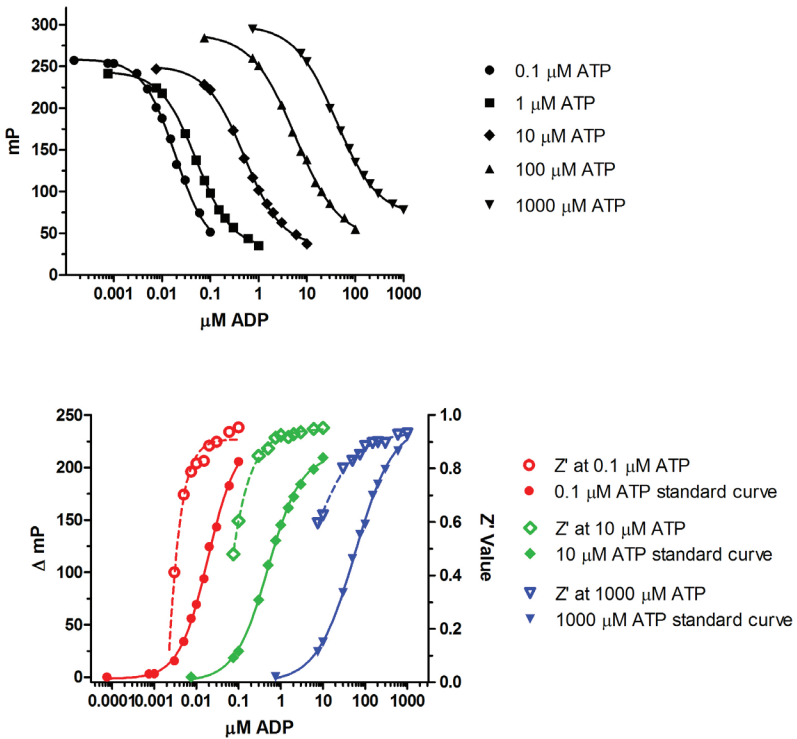 300
250
200
150
100
50
0
mP
0.001 0.01 0.1 1 10 100 1000
µM ADP
0.1 µM ATP
1 µM ATP
10 µM ATP
100 µM ATP
1000 µM ATP
250
200
150
100
50
0
Δ mP
1.0
0.8
0.6
0.4
0.2
0.0
Z' Value
0.0001 0.001 0.01 0.1 1 10 100 1000
µM ADP
Z' at 0.1 µM ATP
0.1 µM ATP standard curve
Z' at 10 µM ATP
10 µM ATP standard curve
Z' at 1000 µM ATP
1000 µM ATP standard curve